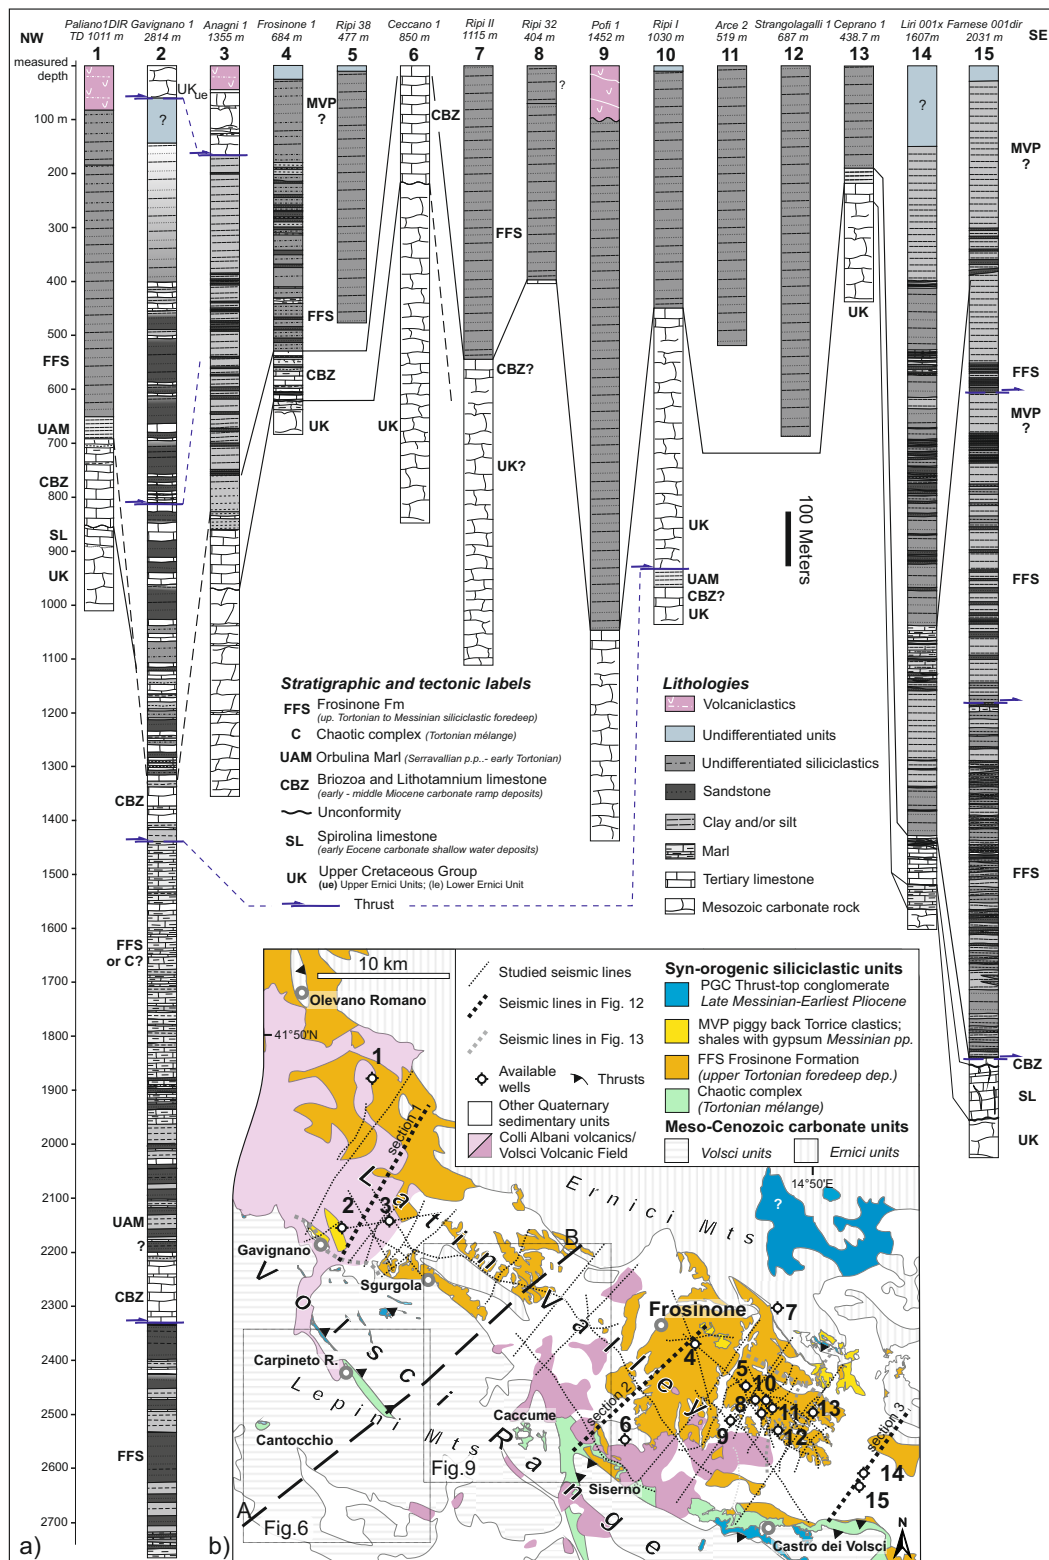 Paliano1DIR Gavignano 1 Anagni 1 Frosinone 1 Ripi 38 Ceccano 1 Ripi II Ripi 32 Pofi 1 Ripi I Arce 2 Strangolagalli 1 Ceprano 1 Liri 001x Farnese 001dir
NW TD 1011 m 2814 m 1355 m 684 m 477 m 850 m 1115 m 404 m 1452 m 1030 m 519 m 687 m 438.7 m 1607m 2031 m SE
1 2 3 4 5 6 7 8 9 10 11 12 13 14 15
measured
depth
100 m
200
300
400
500
600
700
800
900
1000
1100
1200
1300
1400
1500
1600
1700
1800
1900
2000
2100
2200
2300
2400
2500
2600
2700
FFS
UAM
CBZ
SL
UK
UKue
?
CBZ
FFS
or C?
UAM
?
CBZ
FFS
MVP
?
FFS
CBZ
UK
CBZ
UK
FFS
CBZ?
UK?
?
UK
UAM
CBZ?
UK
UK
?
MVP
?
FFS
MVP
?
FFS
FFS
CBZ
SL
UK
100 Meters
Stratigraphic and tectonic labels
FFS Frosinone Fm
(up. Tortonian to Messinian siliciclastic foredeep)
C Chaotic complex (Tortonian mélange)
UAM Orbulina Marl (Serravallian p.p..- early Tortonian)
CBZ Briozoa and Lithotamnium limestone
(early - middle Miocene carbonate ramp deposits)
Unconformity
SL Spirolina limestone
(early Eocene carbonate shallow water deposits)
UK Upper Cretaceous Group
(ue) Upper Ernici Units; (le) Lower Ernici Unit
Thrust
Lithologies
Volcaniclastics
Undifferentiated units
Undifferentiated siliciclastics
Sandstone
Clay and/or silt
Marl
Tertiary limestone
Mesozoic carbonate rock
10 km
Olevano Romano
41°50'N
Studied seismic lines
Seismic lines in Fig. 12
Seismic lines in Fig. 13
Available
wells
Thrusts
Other Quaternary
sedimentary units
Colli Albani volcanics/
Volsci Volcanic Field
Syn-orogenic siliciclastic units
PGC Thrust-top conglomerate
Late Messinian-Earliest Pliocene
MVP piggy back Torrice clastics;
shales with gypsum Messinian pp.
FFS Frosinone Formation
(upper Tortonian foredeep dep.)
Chaotic complex
(Tortonian mélange)
Meso-Cenozoic carbonate units
Volsci units
Ernici units
14°50'E
1
section 1
2
3
Latin Valley
Ernici Mts
?
Gavignano
Sgurgola
B
Volsci Range
Frosinone
7
4
Carpineto R.
Lepini Mts
5
10
8
11
13
9
12
section 2
6
section 3
Caccume
Cantocchio
Fig.9
Siserno
14
15
A
Fig.6
Castro dei Volsci
N
a)
b)